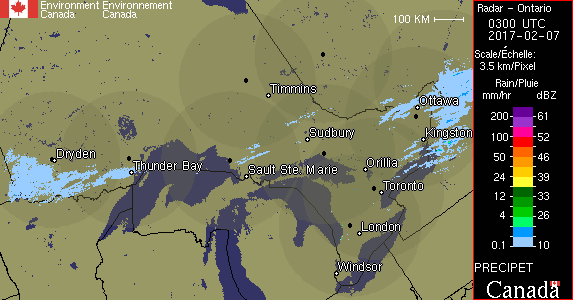 Environment Environnement
Canada Canada
100 KM
Timmins
Ottawa
Sudbury
Kingston
Dryden
Thunder Bay
Sault Ste. Marie
Orillia
Toronto
London
Windsor
Radar - Ontario
0300 UTC
2017-02-07
Scale/Échelle:
3.5 km/Pixel
Rain/Pluie
mm/hr dBZ
200 61
100 52
50 46
24 39
12 33
4 26
0.1 10
PRECIPET
Canada